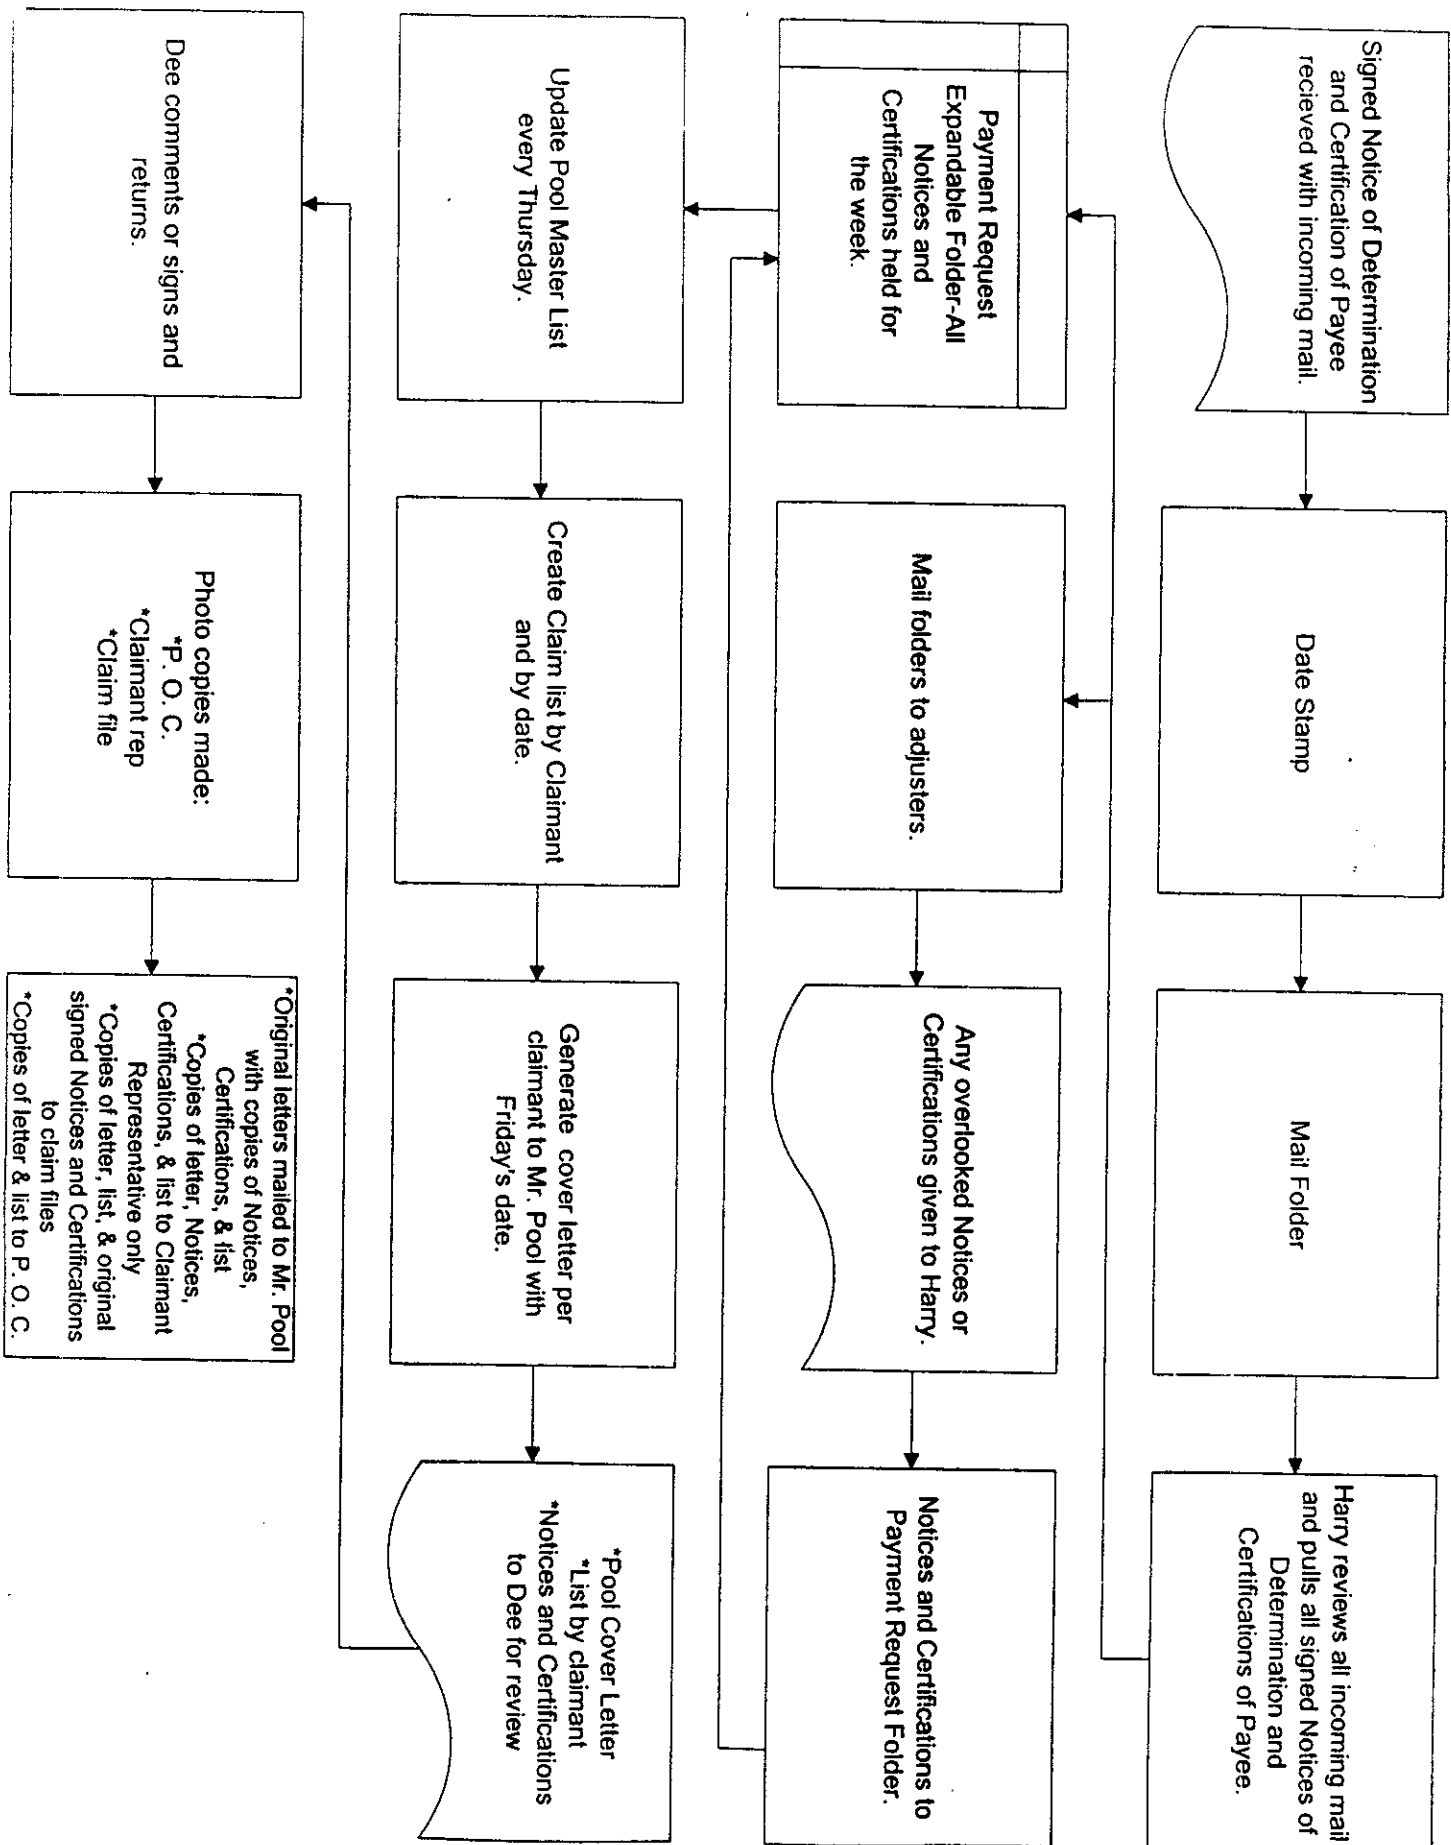 Signed Notice of Determination
and Certification of Payee
recieved with incoming mail.
Date Stamp
Mail Folder
Harry reviews all incoming mail
and pulls all signed Notices of
Determination and
Certifications of Payee.
Payment Request
Expandable Folder-All
Notices and
Certifications held for
the week.
Mail folders to adjusters.
Any overlooked Notices or
Certifications given to Harry.
Notices and Certifications to
Payment Request Folder.
Update Pool Master List
every Thursday.
Create Claim list by Claimant
and by date.
Generate cover letter per
claimant to Mr. Pool with
Friday's date.
*Pool Cover Letter
*List by claimant
*Notices and Certifications
to Dee for review
Dee comments or signs and
returns.
Photo copies made:
*P. O. C.
*Claimant rep
*Claim file
*Original letters mailed to Mr. Pool
with copies of Notices,
Certifications, & list
*Copies of letter, Notices,
Certifications, & list to Claimant
Representative only
*Copies of letter, list, & original
signed Notices and Certifications
to claim files
*Copies of letter & list to P. O. C.